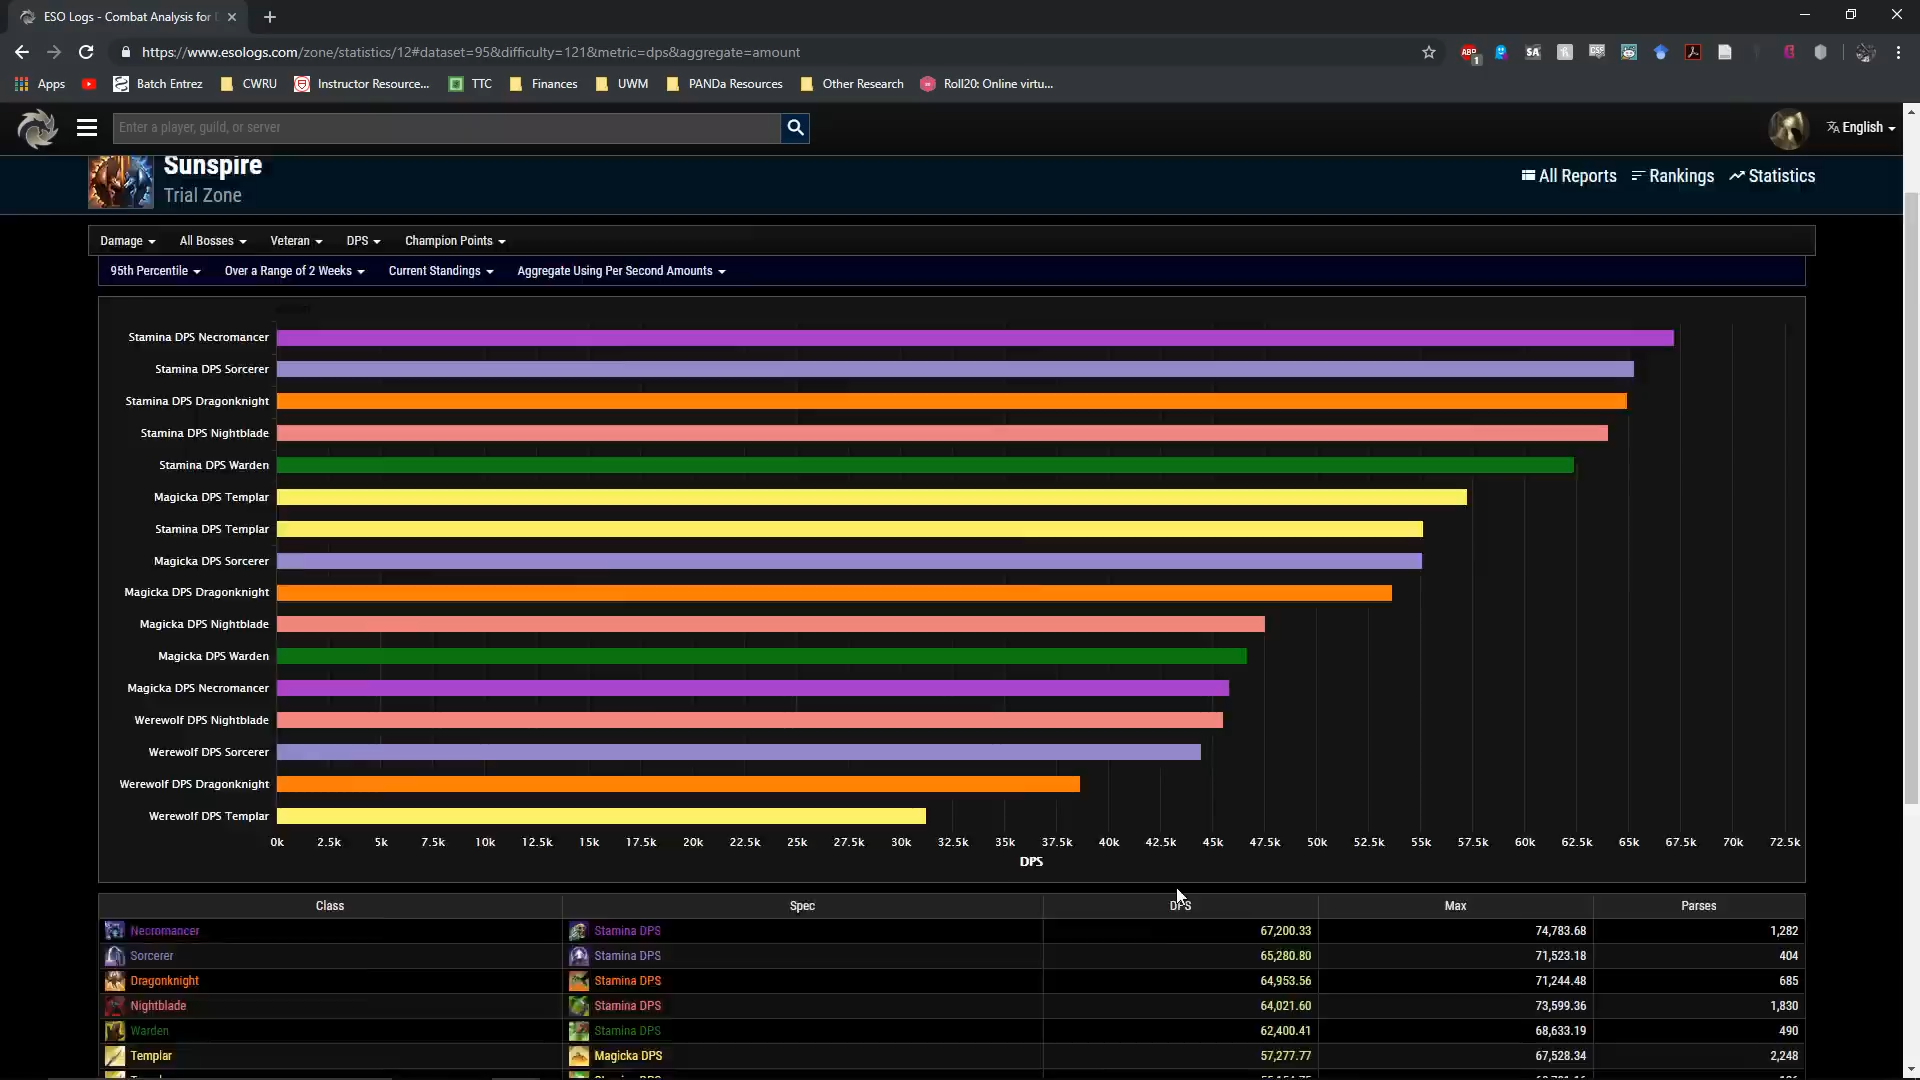 ESO Logs - Combat Analysis for
https://www.esologs.com/zone/statistics/12#dataset=95&difficulty=121&metric=dps&aggregate=amount
Apps Batch Entrez CWRU Instructor Resource... TTC Finances UWM PANDa Resources Other Research Roll20: Online virtu...
Enter a player, guild, or server
English
Sunspire
Trial Zone
All Reports Rankings Statistics
Damage All Bosses Veteran DPS Champion Points
95th Percentile Over a Range of 2 Weeks Current Standings Aggregate Using Per Second Amounts
Stamina DPS Necromancer
Stamina DPS Sorcerer
Stamina DPS Dragonknight
Stamina DPS Nightblade
Stamina DPS Warden
Magicka DPS Templar
Stamina DPS Templar
Magicka DPS Sorcerer
Magicka DPS Dragonknight
Magicka DPS Nightblade
Magicka DPS Warden
Magicka DPS Necromancer
Werewolf DPS Nightblade
Werewolf DPS Sorcerer
Werewolf DPS Dragonknight
Werewolf DPS Templar
0k 2.5k 5k 7.5k 10k 12.5k 15k 17.5k 20k 22.5k 25k 27.5k 30k 32.5k 35k 37.5k 40k 42.5k 45k 47.5k 50k 52.5k 55k 57.5k 60k 62.5k 65k 67.5k 70k 72.5k
DPS
Class Spec DPS Max Parses
Necromancer Stamina DPS 67,200.33 74,783.68 1,282
Sorcerer Stamina DPS 65,280.80 71,523.18 404
Dragonknight Stamina DPS 64,953.56 71,244.48 685
Nightblade Stamina DPS 64,021.60 73,599.36 1,830
Warden Stamina DPS 62,400.41 68,633.19 490
Templar Magicka DPS 57,277.77 67,528.34 2,248